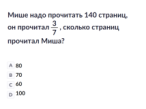 Мише надо прочитать 140 страниц,
он прочитал 3/7 , сколько страниц
прочитал Миша?
A 80
B 70
C 60
D 100